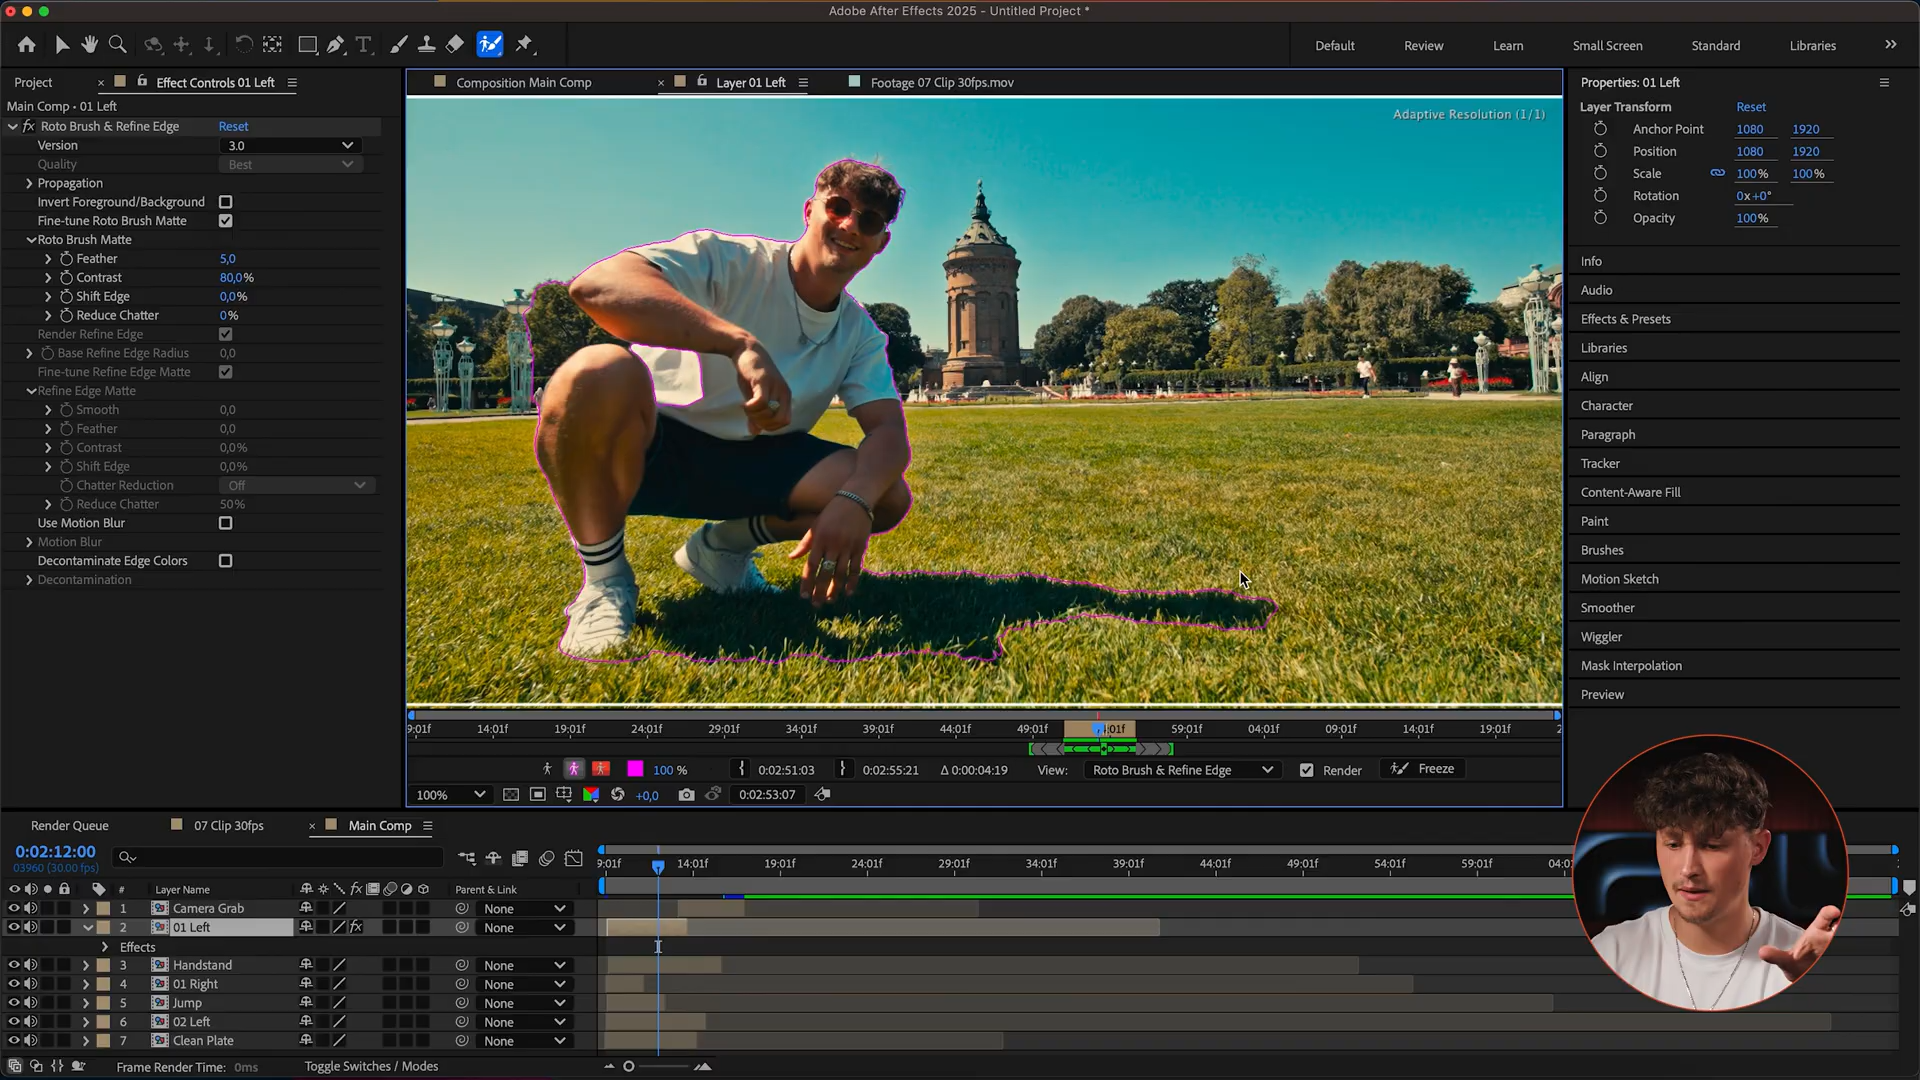 Adobe After Effects 2025 - Untitled Project *
Default
Review
Learn
Small Screen
Standard
Libraries
Project
Effect Controls 01 Left
Main Comp • 01 Left
fx Roto Brush & Refine Edge Reset
Version 3.0
Quality Best
Propagation
Invert Foreground/Background
Fine-tune Roto Brush Matte
Roto Brush Matte
Feather 5,0
Contrast 80,0%
Shift Edge 0,0%
Reduce Chatter 0%
Render Refine Edge
Base Refine Edge Radius 0,0
Fine-tune Refine Edge Matte
Refine Edge Matte
Smooth 0,0
Feather 0,0
Contrast 0,0%
Shift Edge 0,0%
Chatter Reduction Off
Reduce Chatter 50%
Use Motion Blur
Motion Blur
Decontaminate Edge Colors
Decontamination
Composition Main Comp
Layer 01 Left
Footage 07 Clip 30fps.mov
Adaptive Resolution (1/1)
9:01f 14:01f 19:01f 24:01f 29:01f 34:01f 39:01f 44:01f 49:01f 59:01f 04:01f 09:01f 14:01f 19:01f
100 % 0:02:51:03 0:02:55:21 Δ 0:00:04:19 View: Roto Brush & Refine Edge Render Freeze
100% +0,0 0:02:53:07
Properties: 01 Left
Layer Transform Reset
Anchor Point 1080 1920
Position 1080 1920
Scale 100% 100%
Rotation 0x+0°
Opacity 100%
Info
Audio
Effects & Presets
Libraries
Align
Character
Paragraph
Tracker
Content-Aware Fill
Paint
Brushes
Motion Sketch
Smoother
Wiggler
Mask Interpolation
Preview
Render Queue
07 Clip 30fps
Main Comp
0:02:12:00
03960 (30.00 fps)
9:01f 14:01f 19:01f 24:01f 29:01f 34:01f 39:01f 44:01f 49:01f 54:01f 59:01f
# Layer Name fx Parent & Link
1 Camera Grab None
2 01 Left fx None
Effects
3 Handstand None
4 01 Right None
5 Jump None
6 02 Left None
7 Clean Plate None
Frame Render Time: 0ms
Toggle Switches / Modes